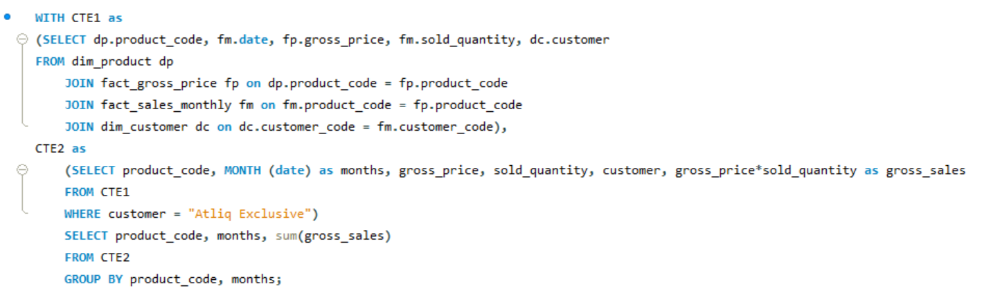 WITH CTE1 as
(SELECT dp.product_code, fm.date, fp.gross_price, fm.sold_quantity, dc.customer
FROM dim_product dp
JOIN fact_gross_price fp on dp.product_code = fp.product_code
JOIN fact_sales_monthly fm on fm.product_code = fp.product_code
JOIN dim_customer dc on dc.customer_code = fm.customer_code),
CTE2 as
(SELECT product_code, MONTH (date) as months, gross_price, sold_quantity, customer, gross_price*sold_quantity as gross_sales
FROM CTE1
WHERE customer = "Atliq Exclusive")
SELECT product_code, months, sum(gross_sales)
FROM CTE2
GROUP BY product_code, months;